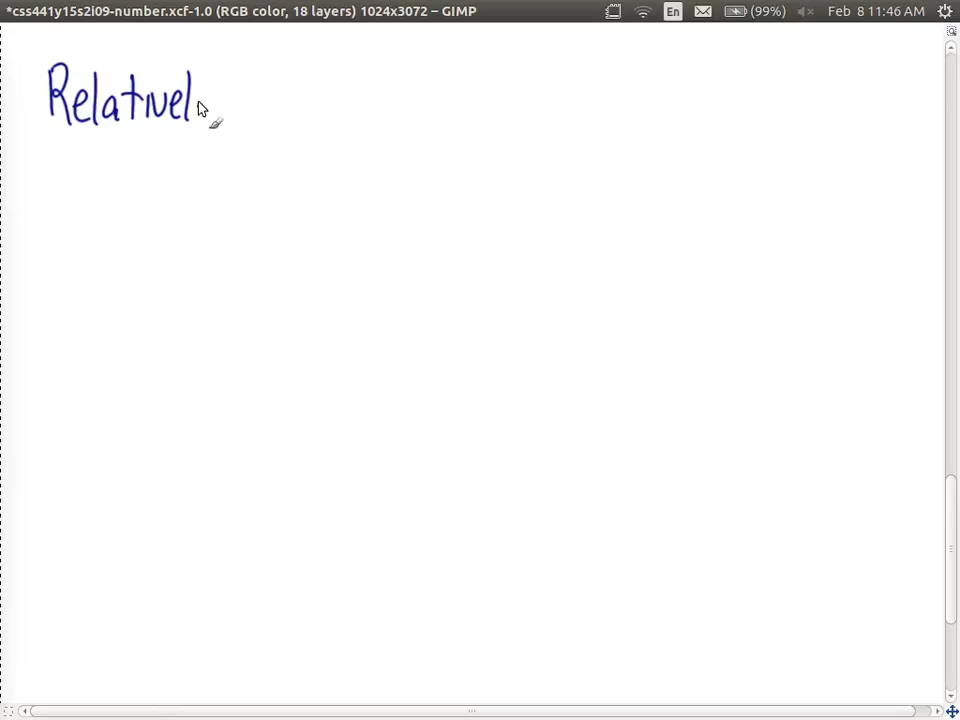 *css441y15s2i09-number.xcf-1.0 (RGB color, 18 layers) 1024x3072 – GIMP En (99%) Feb 8 11:46 AM
Relativel